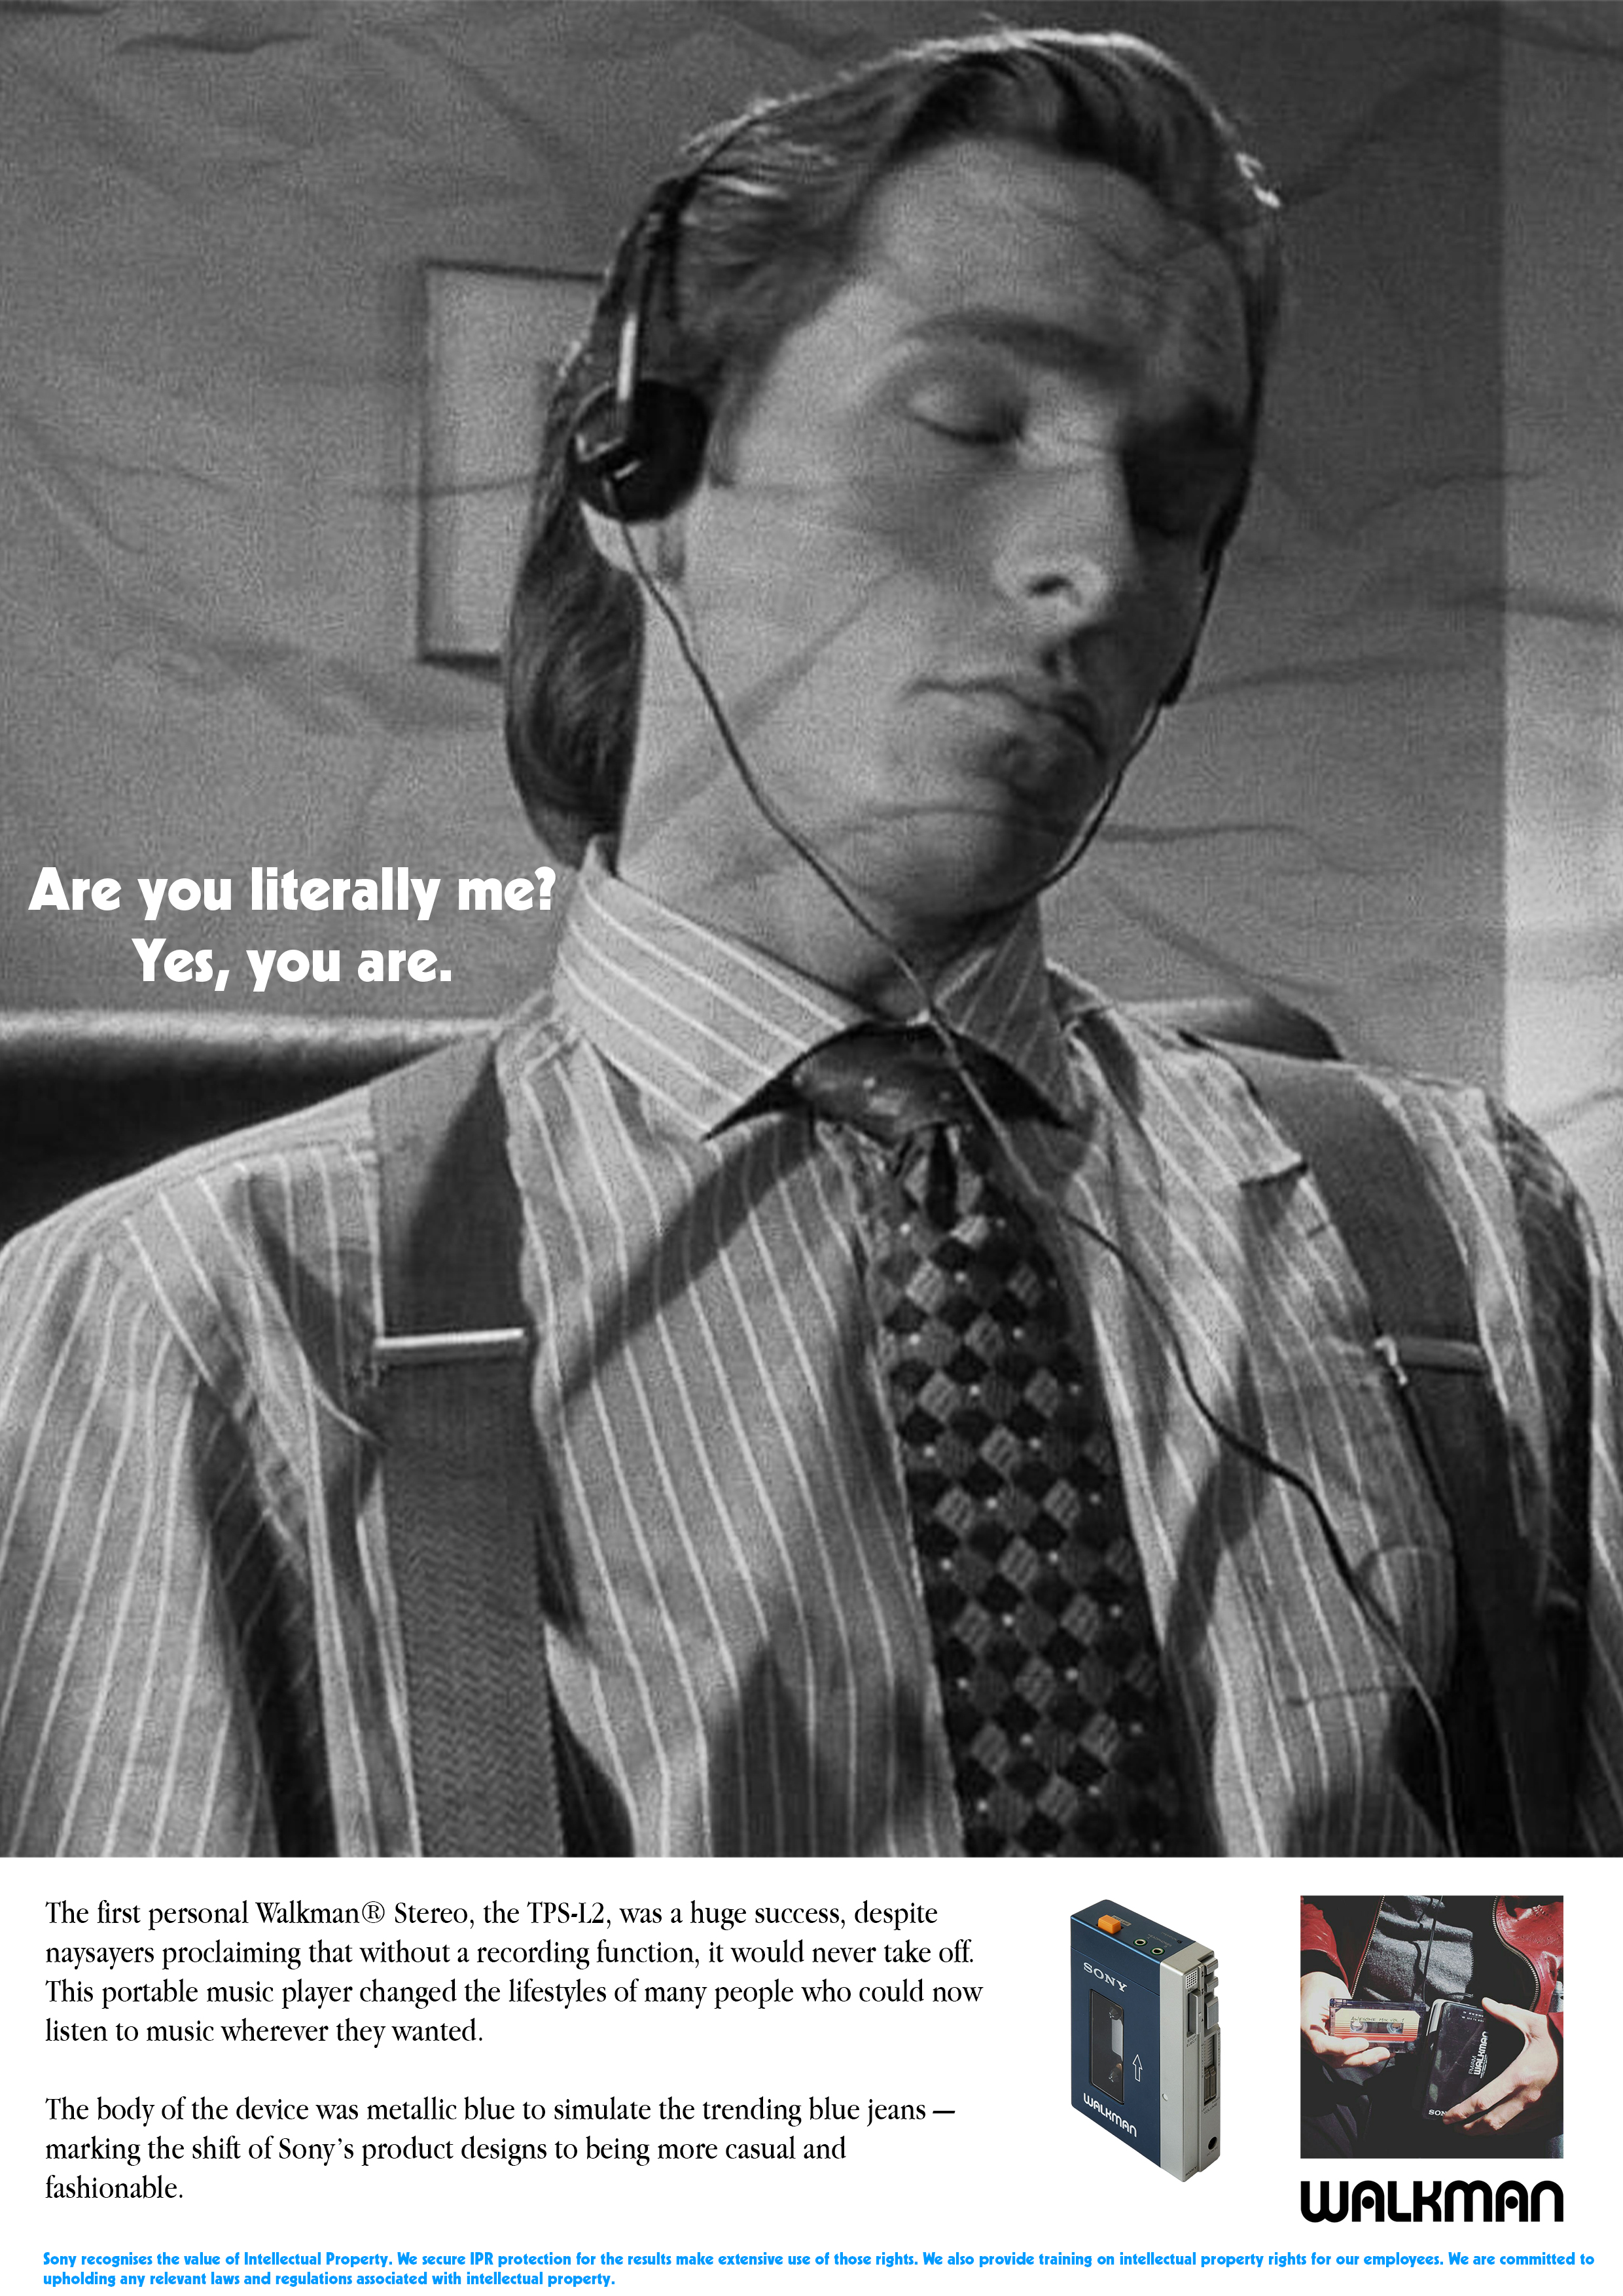 Are you literally me?
Yes, you are.
The first personal Walkman® Stereo, the TPS-L2, was a huge success, despite
naysayers proclaiming that without a recording function, it would never take off.
This portable music player changed the lifestyles of many people who could now
listen to music wherever they wanted.
The body of the device was metallic blue to simulate the trending blue jeans —
marking the shift of Sony's product designs to being more casual and
fashionable.
SONY
WALKMAN
WALKMAN
SONY
WALKMAN
Sony recognises the value of Intellectual Property. We secure IPR protection for the results make extensive use of those rights. We also provide training on intellectual property rights for our employees. We are committed to
upholding any relevant laws and regulations associated with intellectual property.